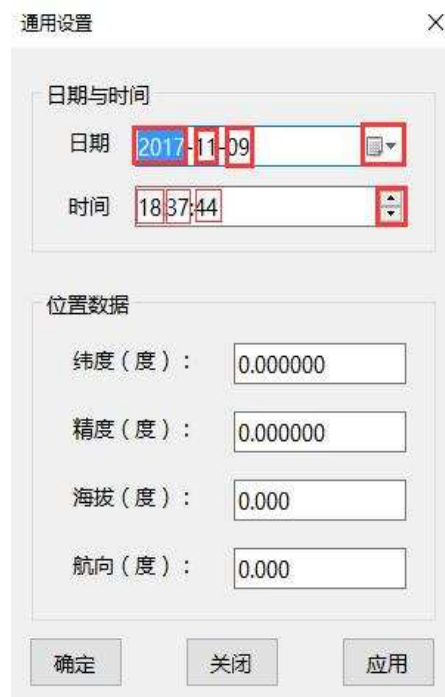 通用设置
日期与时间
日期 2017-11-09
时间 18:37:44
位置数据
纬度（度）： 0.000000
精度（度）： 0.000000
海拔（度）： 0.000
航向（度）： 0.000
确定 关闭 应用